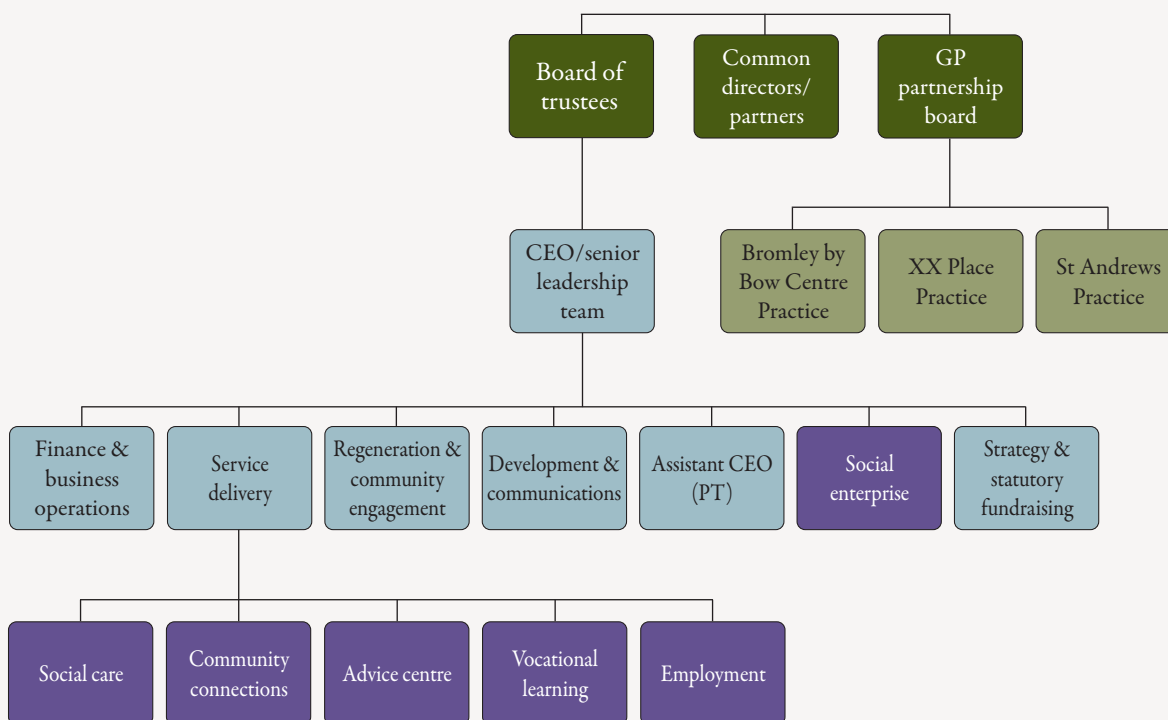 Board of
trustees
Common
directors/
partners
GP
partnership
board
CEO/senior
leadership
team
Bromley by
Bow Centre
Practice
XX Place
Practice
St Andrews
Practice
Finance &
business
operations
Service
delivery
Regeneration &
community
engagement
Development &
communications
Assistant CEO
(PT)
Social
enterprise
Strategy &
statutory
fundraising
Social care
Community
connections
Advice centre
Vocational
learning
Employment